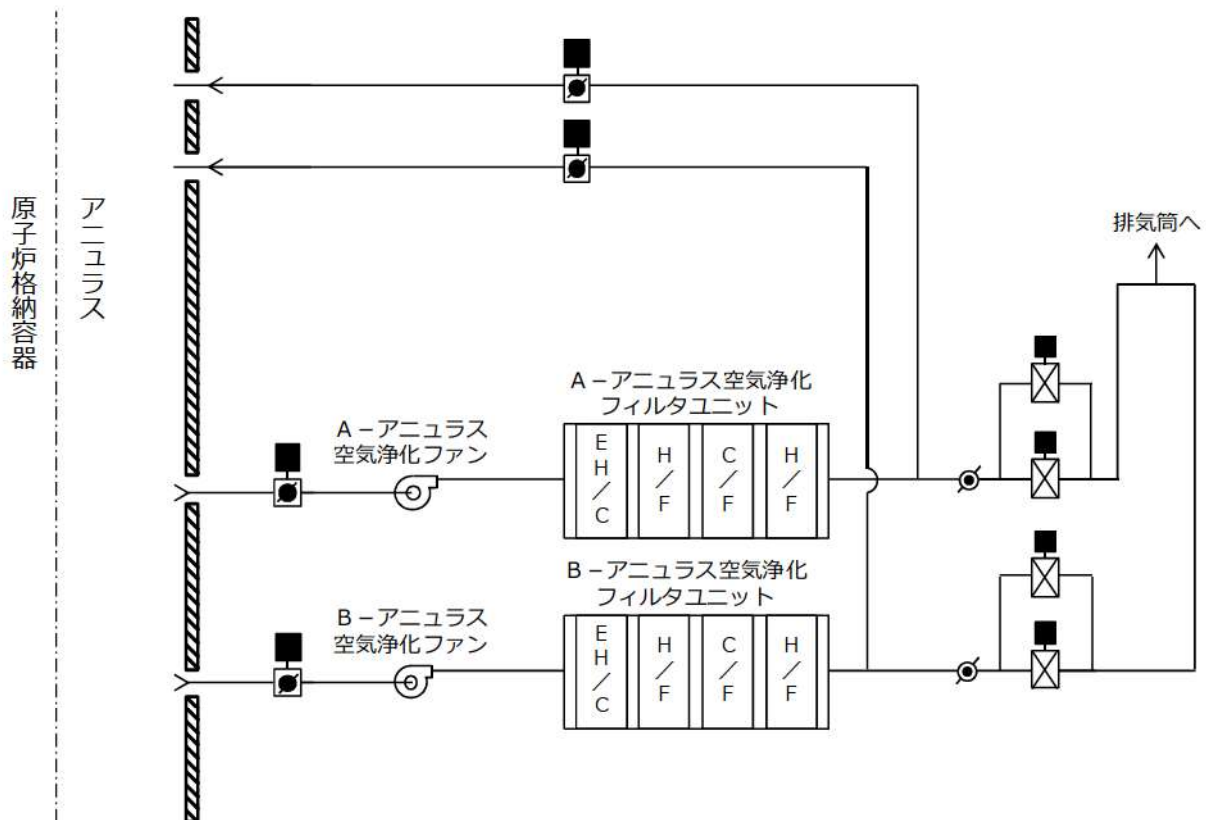 原子炉格納容器
アニュラス
排気筒へ
A-アニュラス空気浄化
フィルタユニット
A-アニュラス
空気浄化ファン
EH/C
H/F
C/F
H/F
B-アニュラス空気浄化
フィルタユニット
B-アニュラス
空気浄化ファン
EH/C
H/F
C/F
H/F